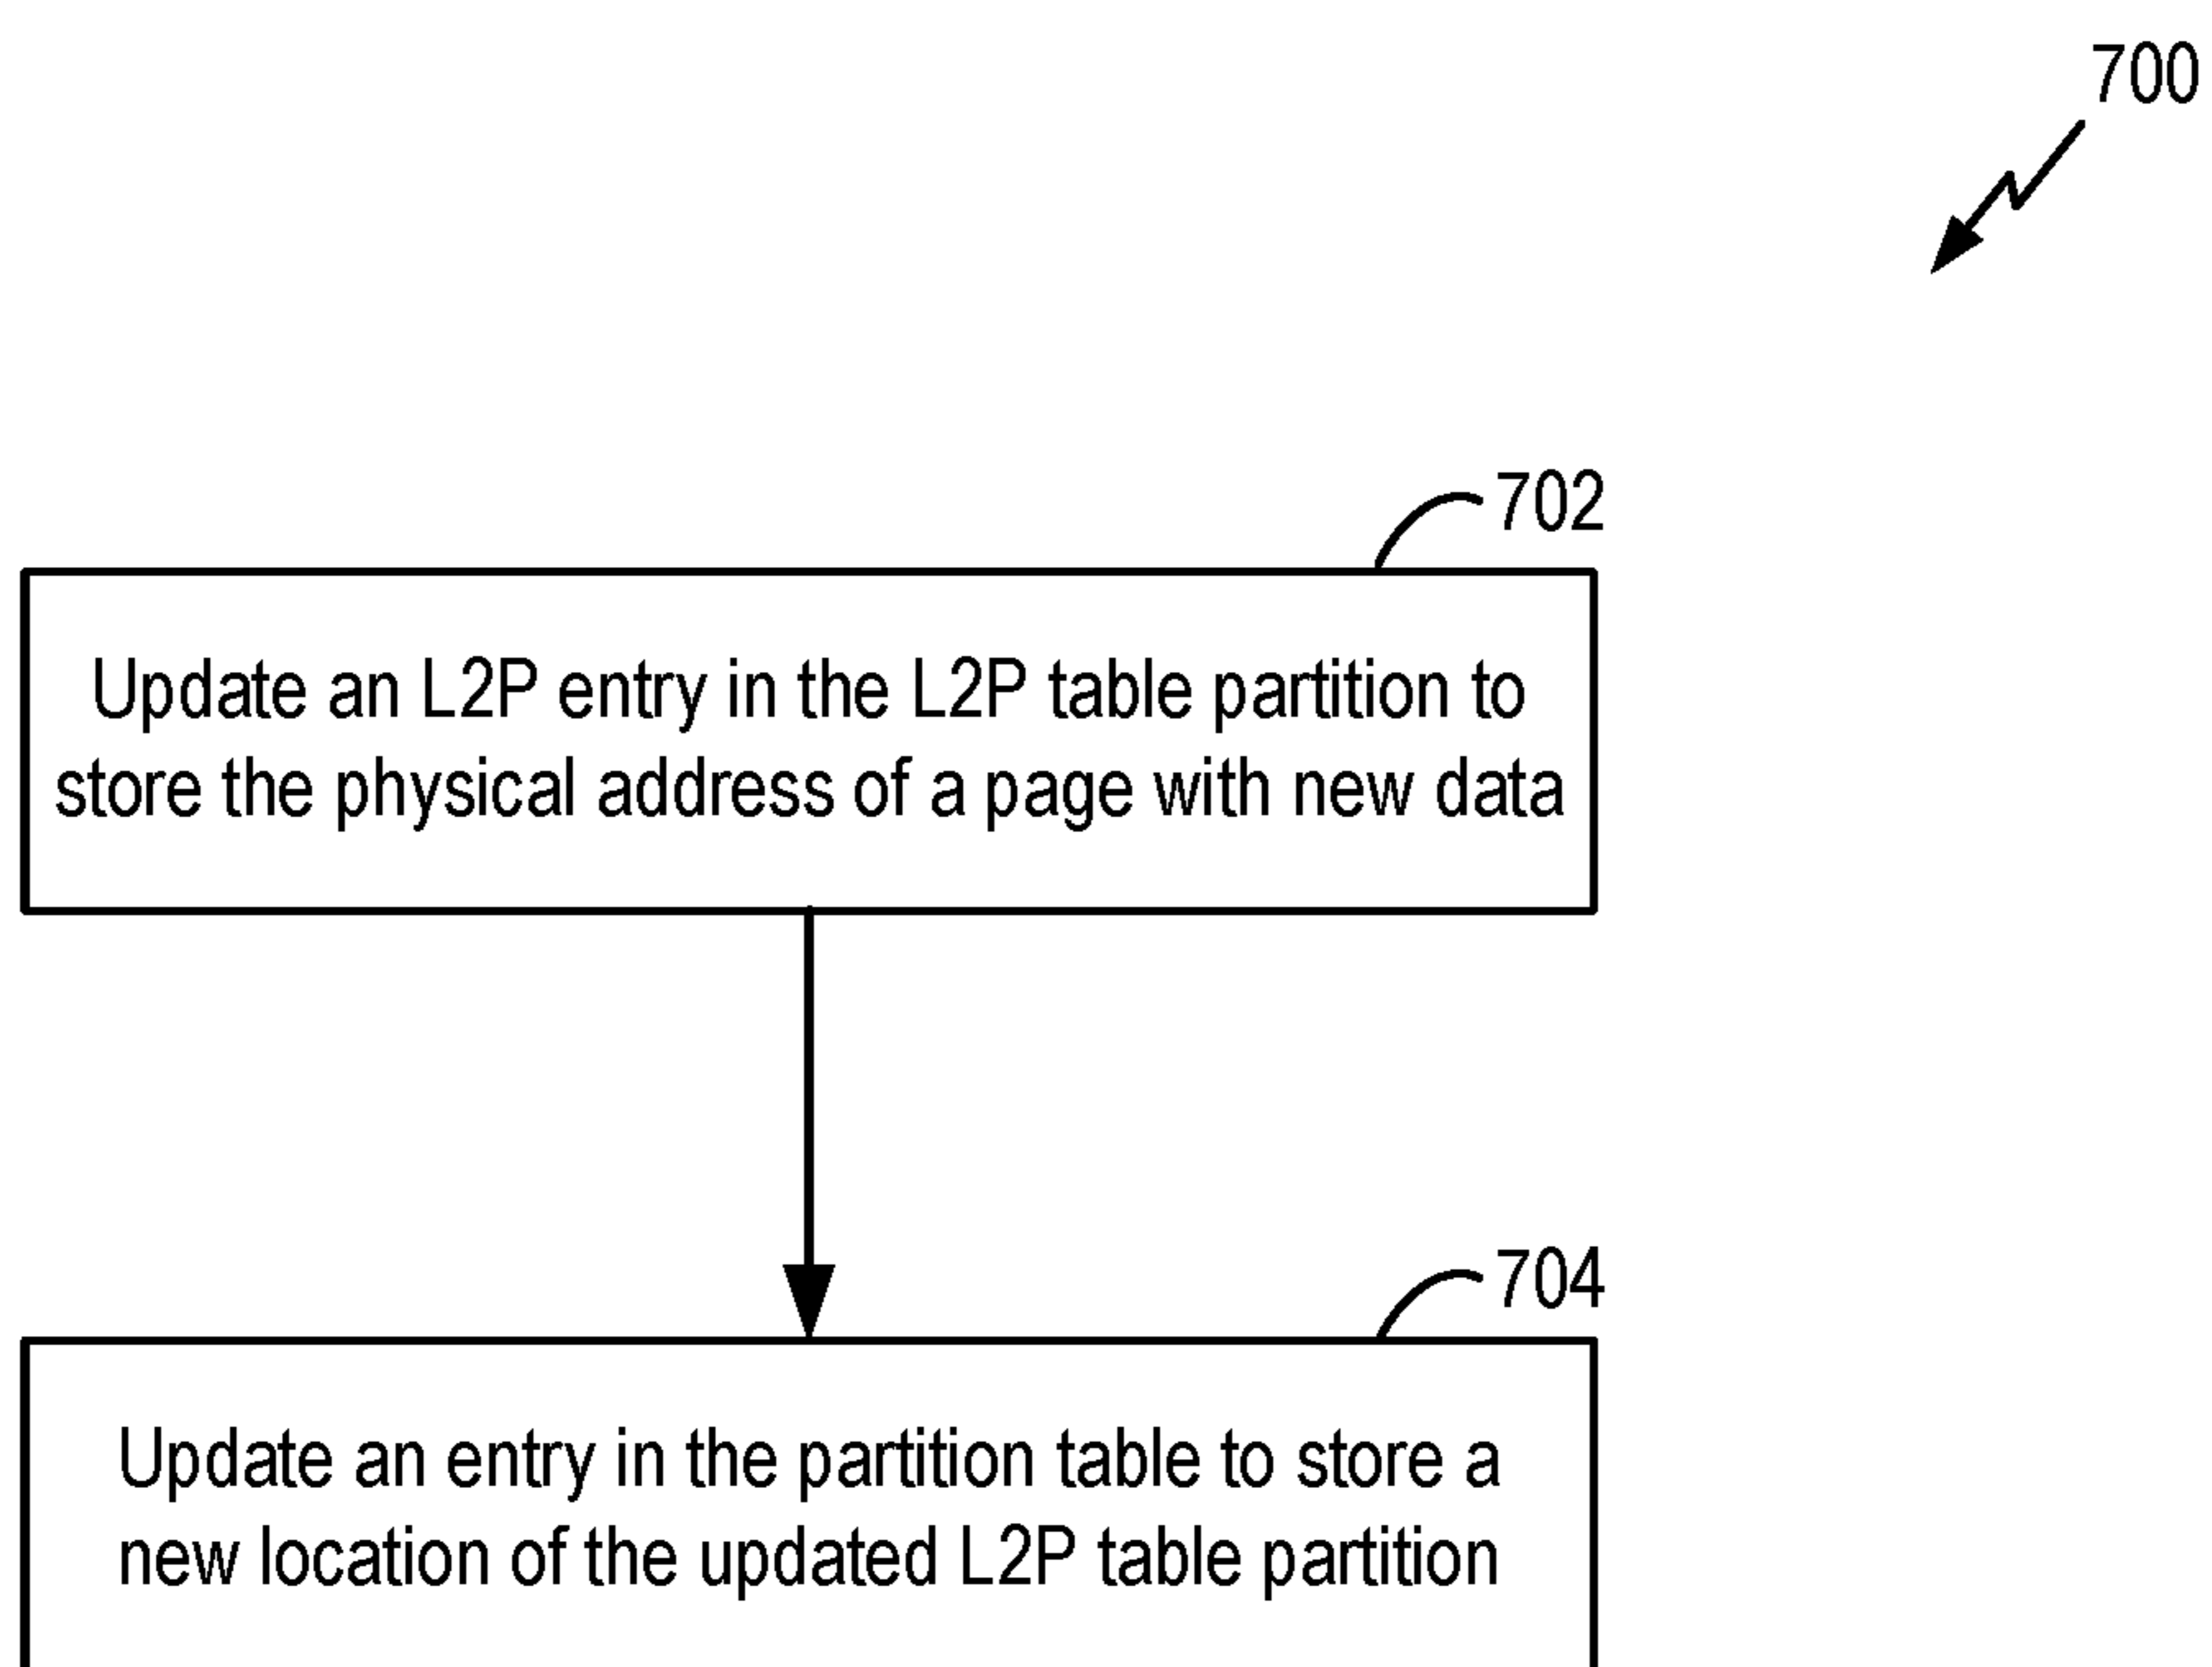 700
702
Update an L2P entry in the L2P table partition to
store the physical address of a page with new data
704
Update an entry in the partition table to store a
new location of the updated L2P table partition